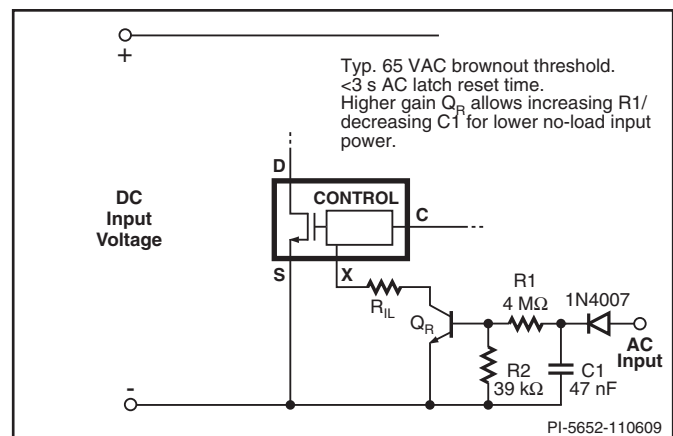 +
Typ. 65 VAC brownout threshold.
<3 s AC latch reset time.
Higher gain QR allows increasing R1/
decreasing C1 for lower no-load input
power.
D
CONTROL
C
DC
Input
Voltage
S
X
RIL
QR
R1
4 MΩ
1N4007
AC
Input
R2
39 kΩ
C1
47 nF
-
PI-5652-110609